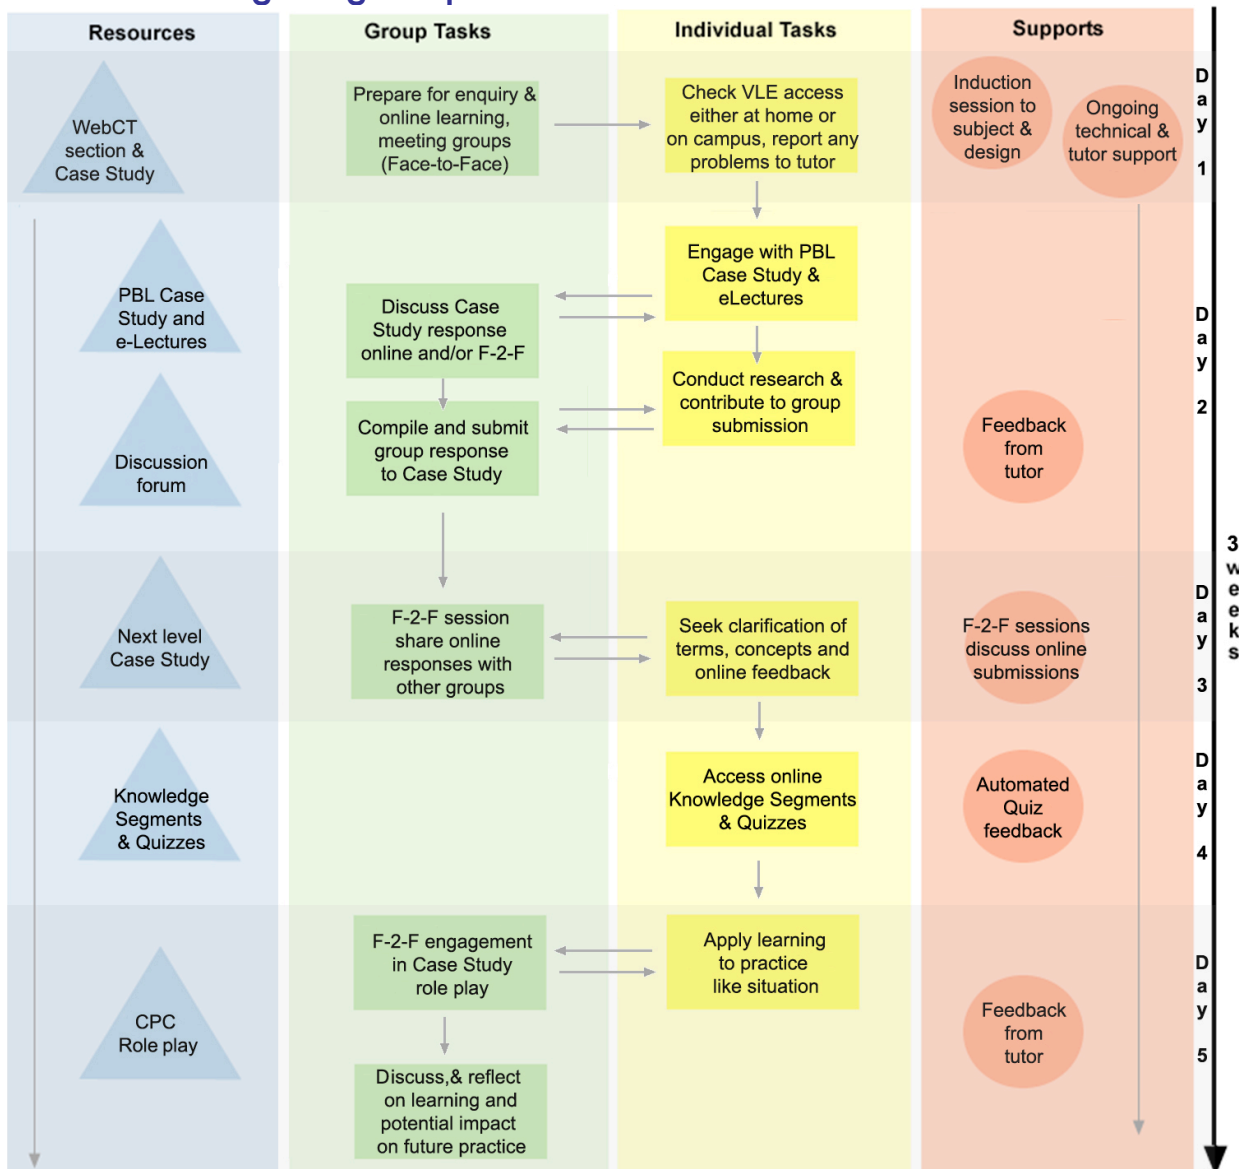 Resources
Group Tasks
Individual Tasks
Supports
WebCT
section &
Case Study
Prepare for enquiry &
online learning,
meeting groups
(Face-to-Face)
Check VLE access
either at home or
on campus, report any
problems to tutor
Induction
session to
subject &
design
Ongoing
technical &
tutor support
Day 1
PBL Case
Study and
e-Lectures
Discuss Case
Study response
online and/or F-2-F
Engage with PBL
Case Study &
eLectures
Day 2
Discussion
forum
Compile and submit
group response
to Case Study
Conduct research &
contribute to group
submission
Feedback
from
tutor
3 weeks
Next level
Case Study
F-2-F session
share online
responses with
other groups
Seek clarification of
terms, concepts and
online feedback
F-2-F sessions
discuss online
submissions
Day 3
Knowledge
Segments
& Quizzes
Access online
Knowledge Segments
& Quizzes
Automated
Quiz
feedback
Day 4
CPC
Role play
F-2-F engagement
in Case Study
role play
Apply learning
to practice
like situation
Feedback
from
tutor
Day 5
Discuss,& reflect
on learning and
potential impact
on future practice